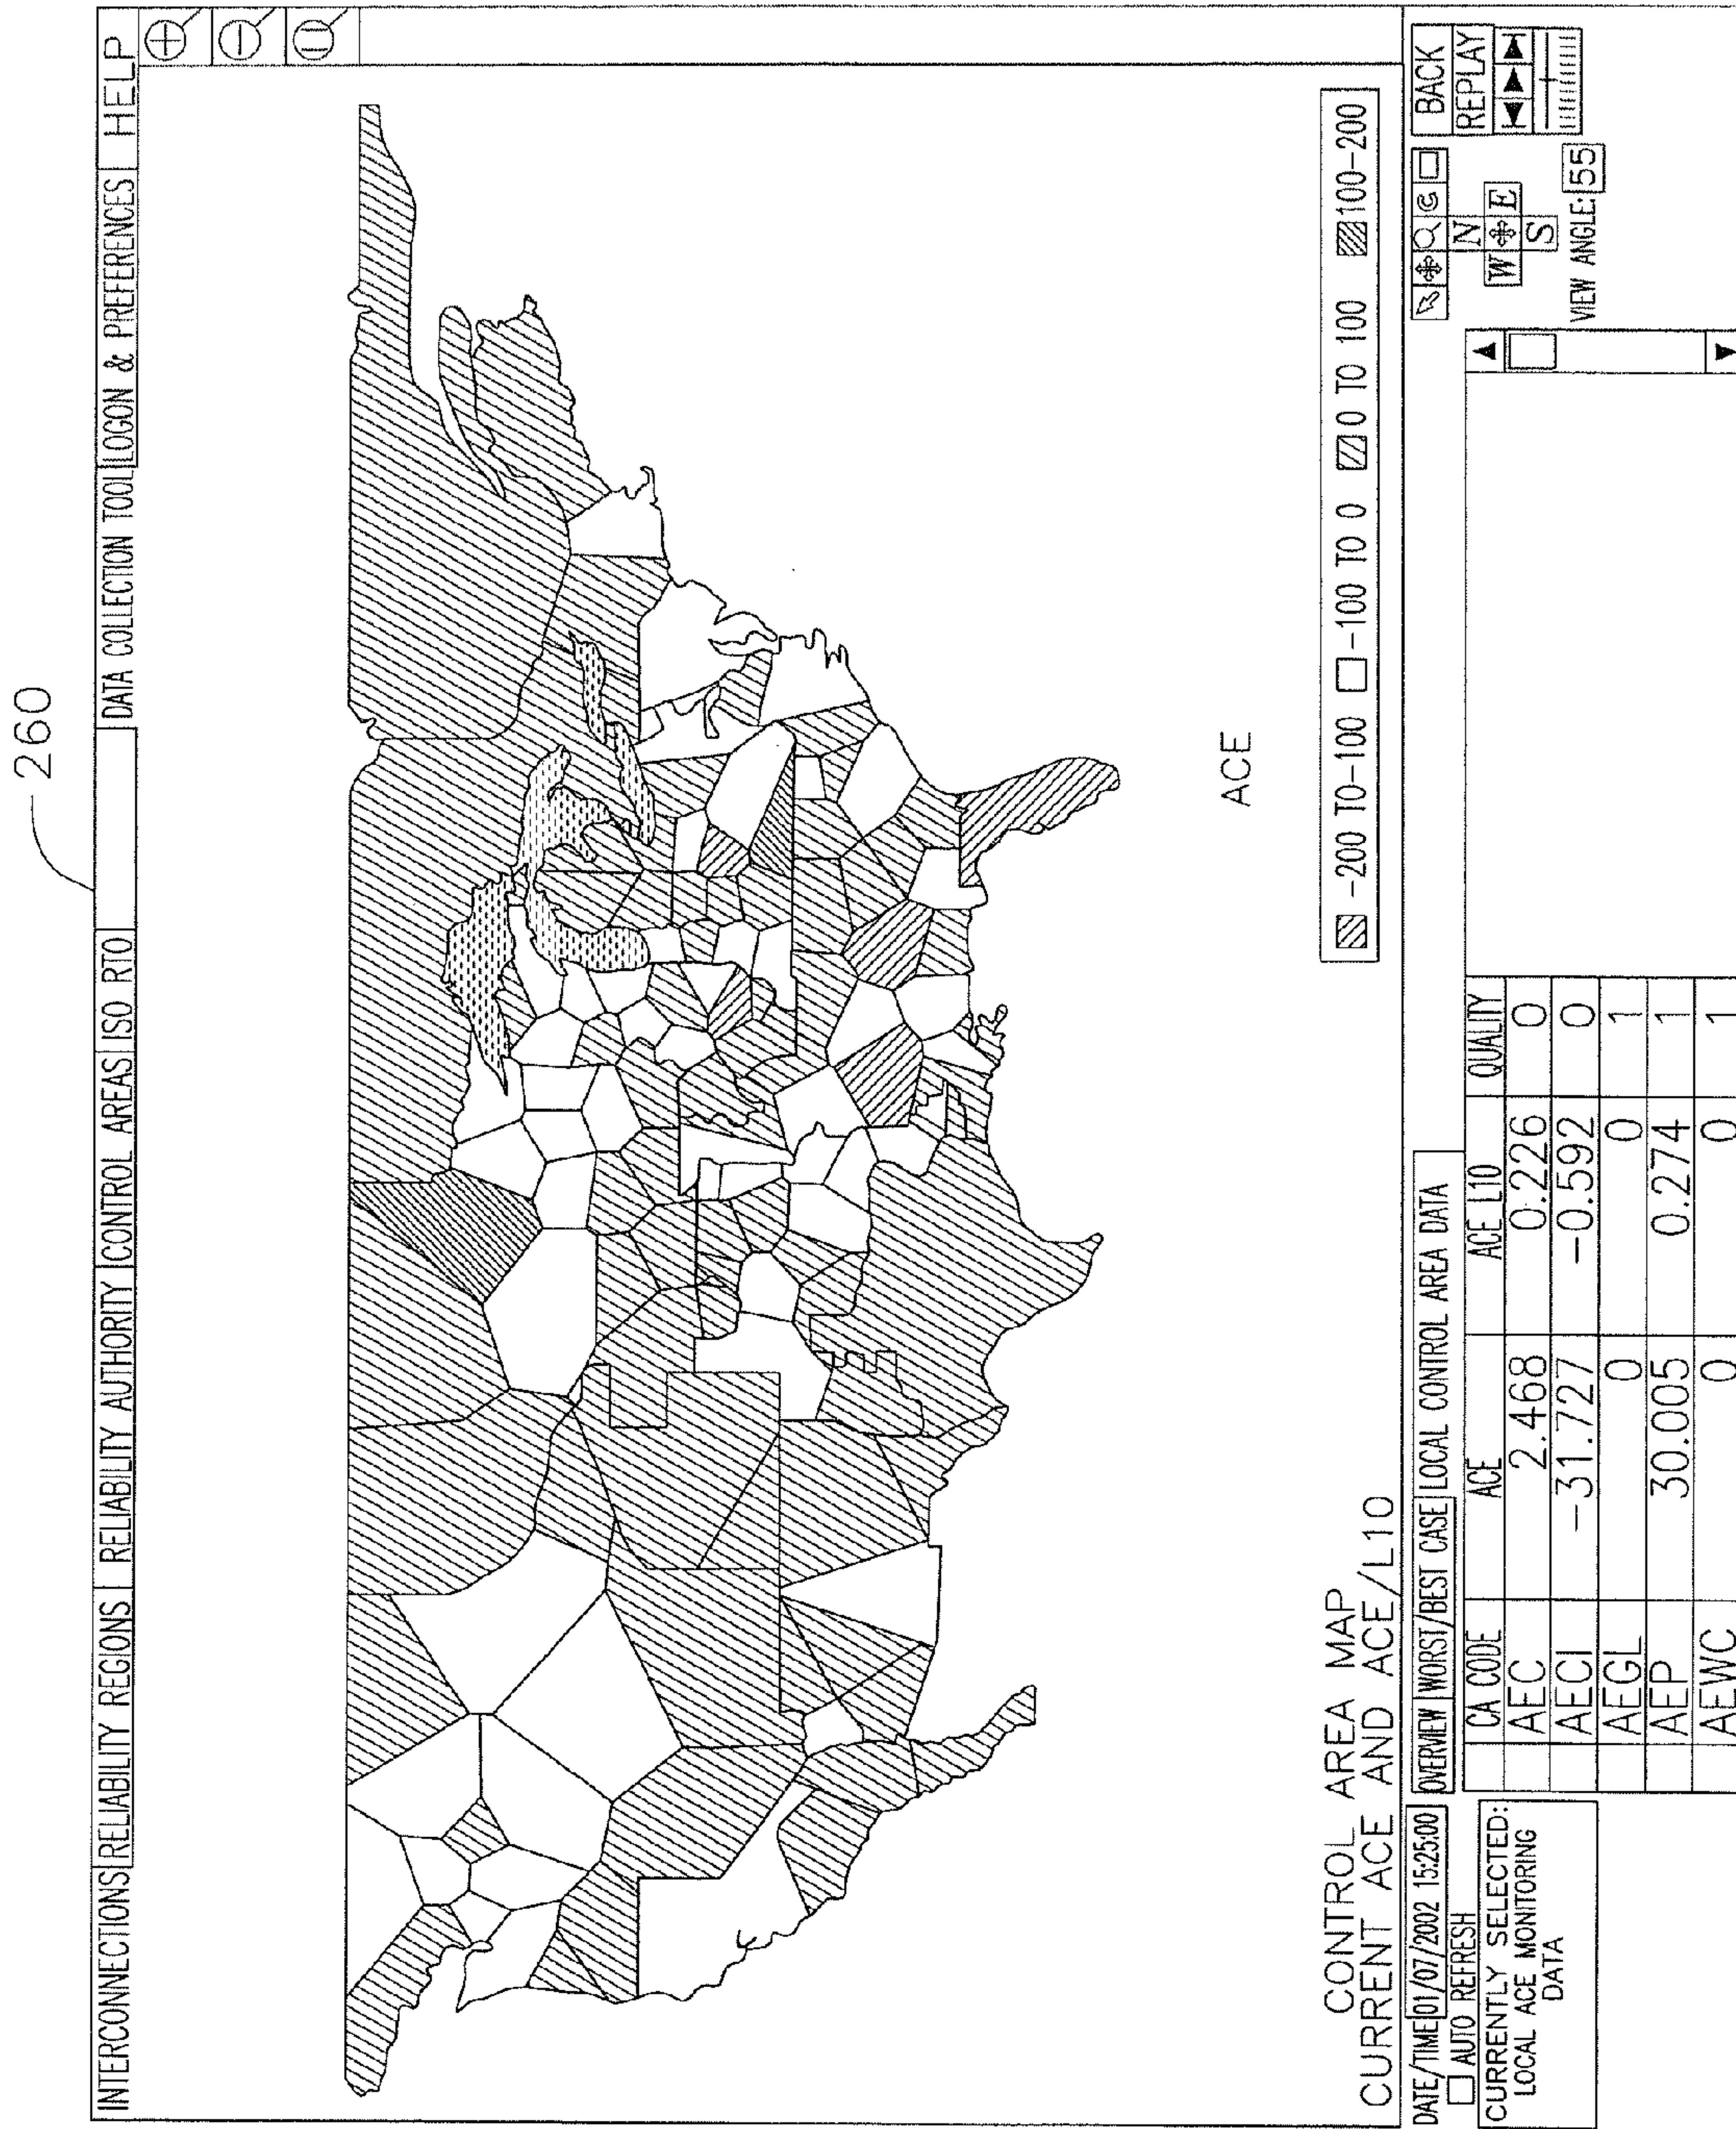 260
INTERCONNECTIONS RELIABILITY REGIONS RELIABILITY AUTHORITY CONTROL AREAS ISO RTO DATA COLLECTION TOOL LOGON & PREFERENCES HELP
ACE
-200 TO-100 -100 TO 0 0 TO 100 100-200
CONTROL AREA MAP
CURRENT ACE AND ACE/L10
DATE/TIME 01/07/2002 15:25:00
AUTO REFRESH
CURRENTLY SELECTED:
LOCAL ACE MONITORING
DATA
OVERVIEW WORST/BEST CASE LOCAL CONTROL AREA DATA
CA CODE ACE ACE L10 QUALITY
AEC 2.468 0.226 0
AECI -31.727 -0.592 0
AEGL 0 0 1
AEP 30.005 0.274 1
AEWC 0 0 1
N
W E
S
VIEW ANGLE: 55
BACK
REPLAY